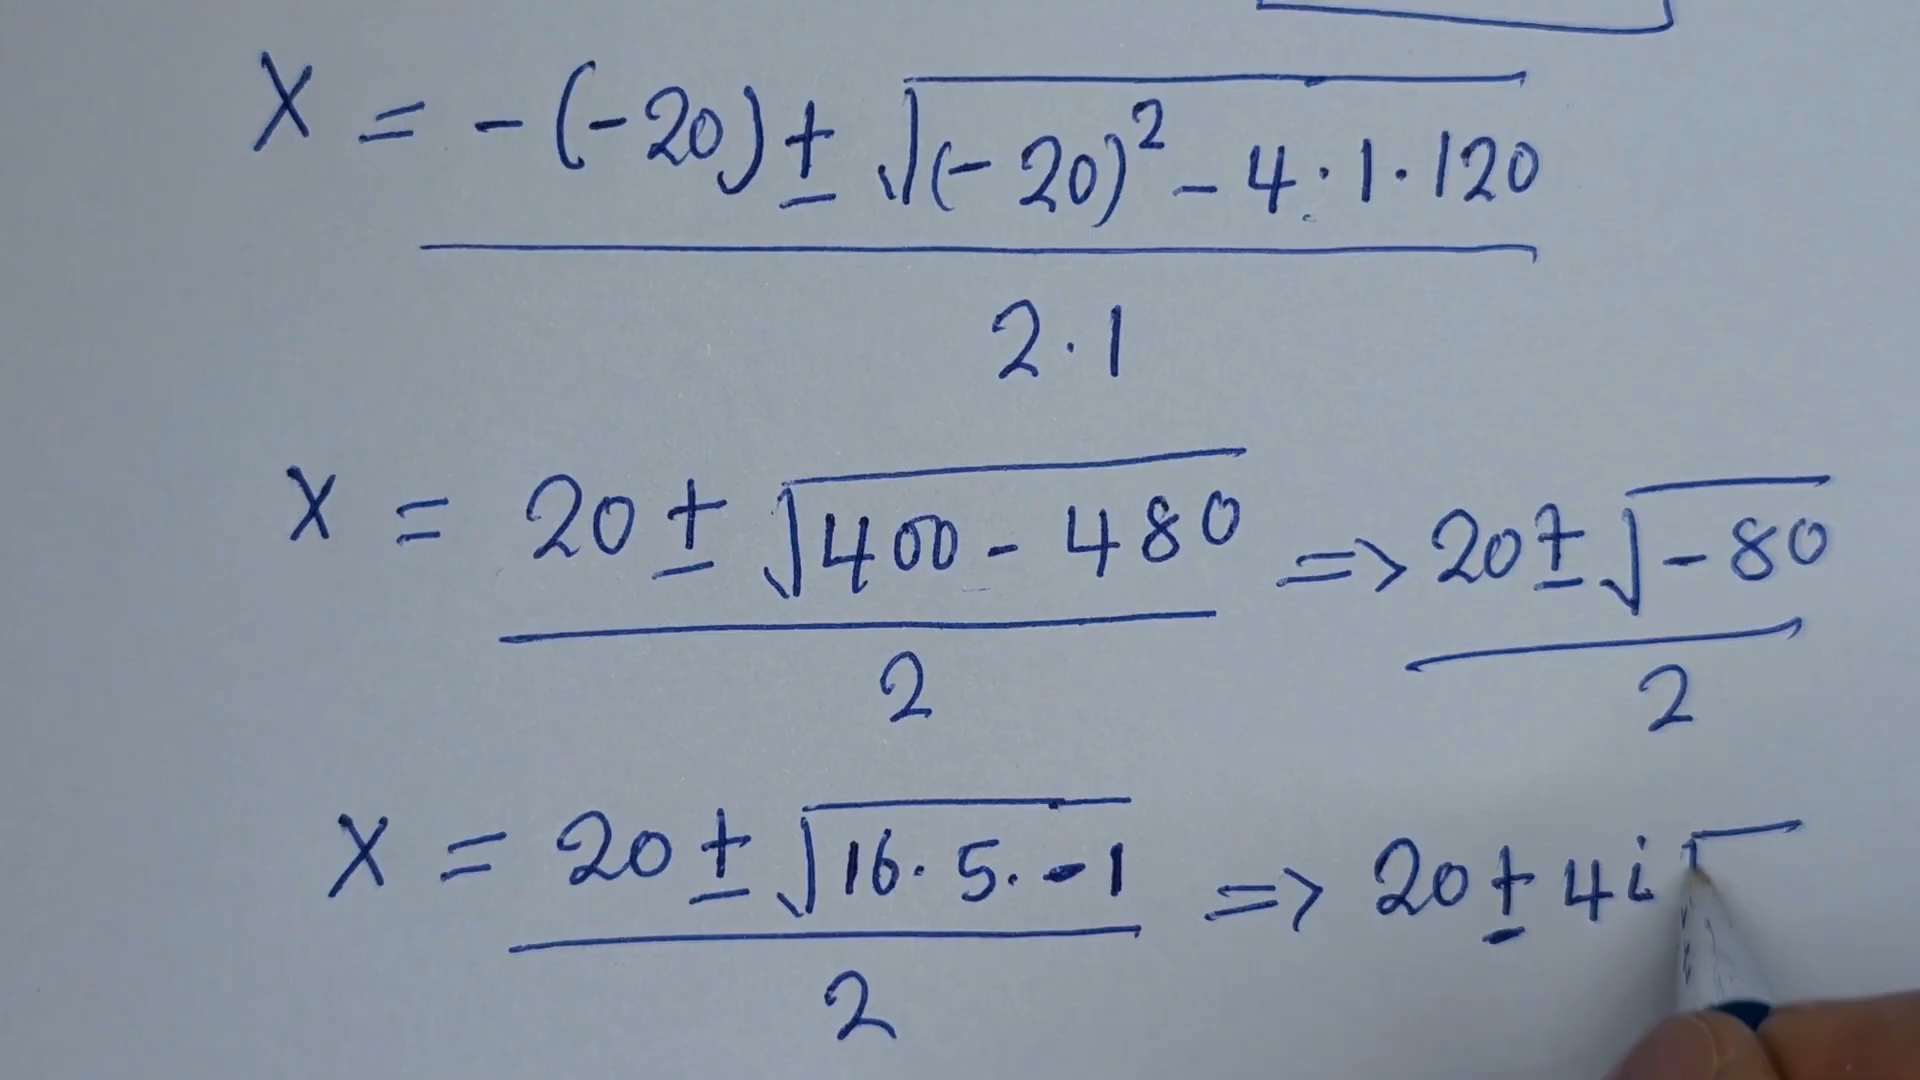 X = -(-20) ± √(-20)² - 4·1·120
2·1
X = 20 ± √400 - 480 => 20 ± √-80
2 2
X = 20 ± √16·5·-1 => 20 ± 4i√
2